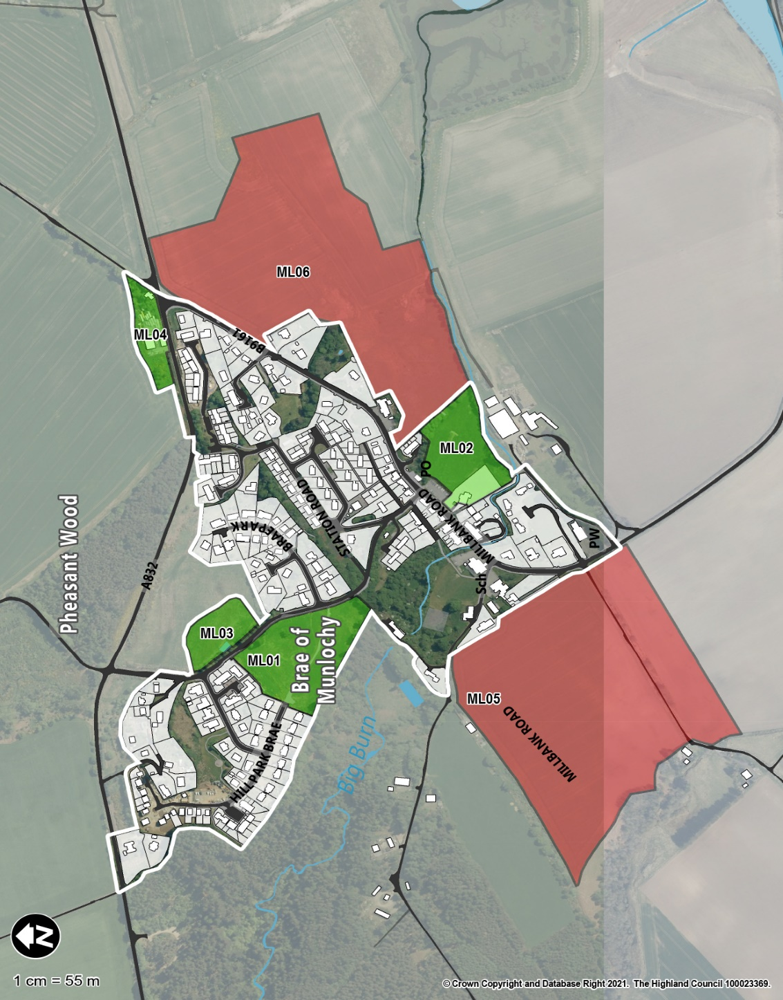 ML06
ML04
B9161
ML02
PO
STATION ROAD
MILLBANK ROAD
Pheasant Wood
BRAEPARK
PW
A832
Sch
ML03
ML01
Brae of
Munlochy
ML05
MILLBANK ROAD
Big Burn
HILLPARK BRAE
N
1 cm = 55 m
© Crown Copyright and Database Right 2021. The Highland Council 100023369.